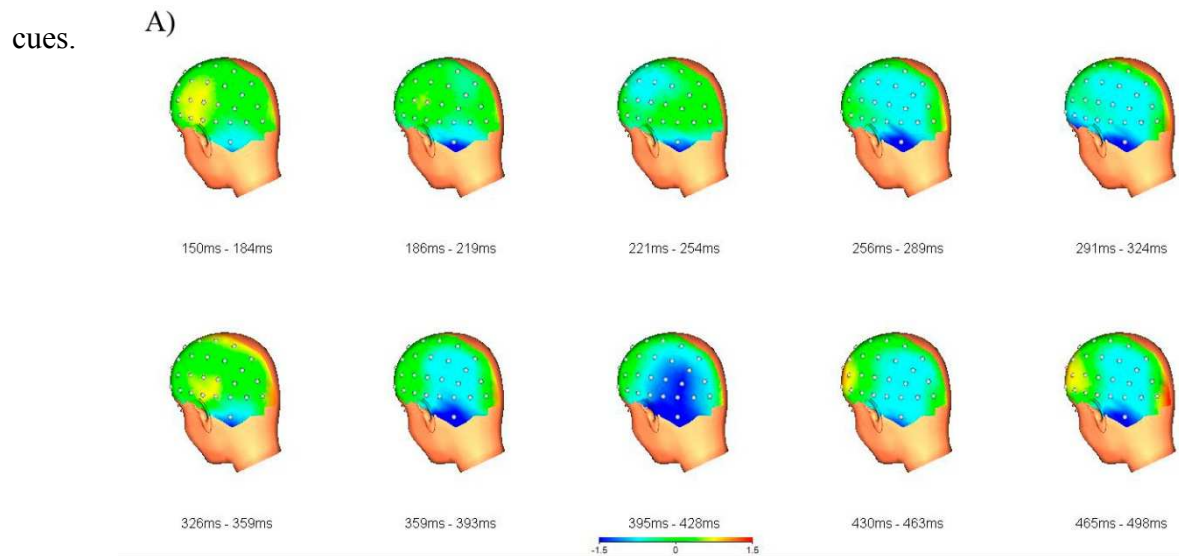 A)
cues.
150ms - 184ms
186ms - 219ms
221ms - 254ms
256ms - 289ms
291ms - 324ms
326ms - 359ms
359ms - 393ms
395ms - 428ms
430ms - 463ms
465ms - 498ms
-1.5 0 1.5